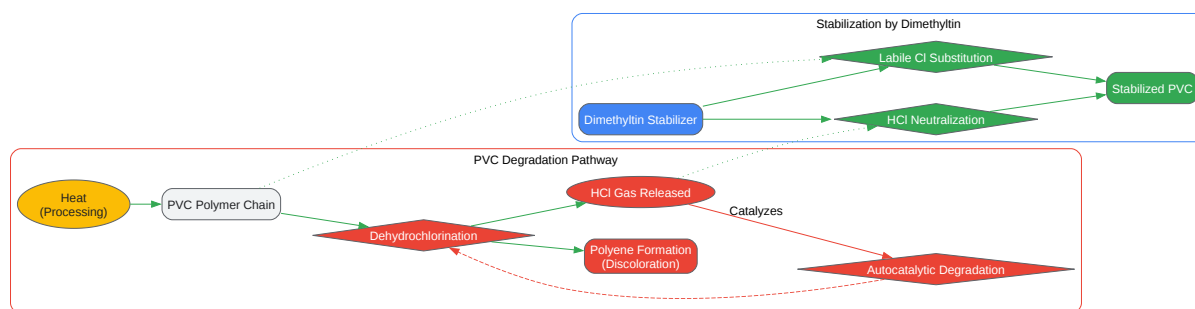 Stabilization by Dimethyltin
Labile Cl Substitution
Stabilized PVC
Dimethyltin Stabilizer
HCl Neutralization
PVC Degradation Pathway
Heat
(Processing)
PVC Polymer Chain
HCl Gas Released
Catalyzes
Dehydrochlorination
Polyene Formation
(Discoloration)
Autocatalytic Degradation